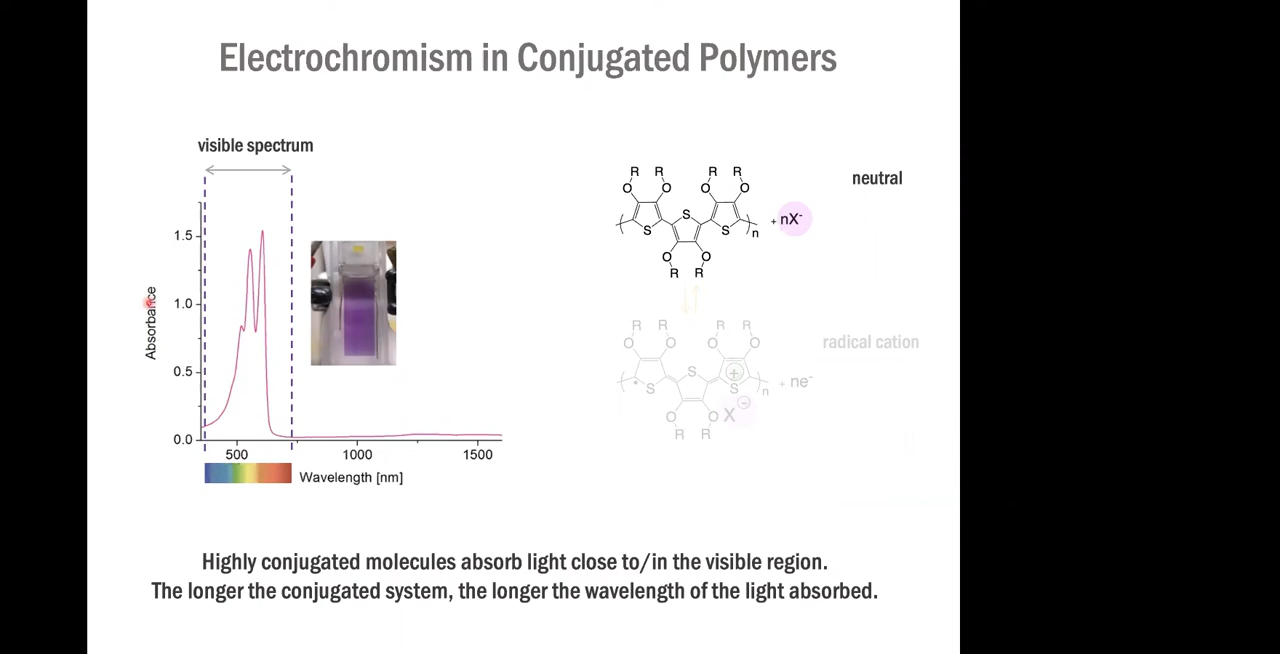 Electrochromism in Conjugated Polymers
visible spectrum
Absorbance
1.5
1.0
0.5
0.0
500
1000
1500
Wavelength [nm]
neutral
R R R R
O O O O
S S S
( ) n + nX-
O O
R R
radical cation
R R R R
O O O O
S S S
( • + ) n + ne-
O O X-
R R
Highly conjugated molecules absorb light close to/in the visible region.
The longer the conjugated system, the longer the wavelength of the light absorbed.